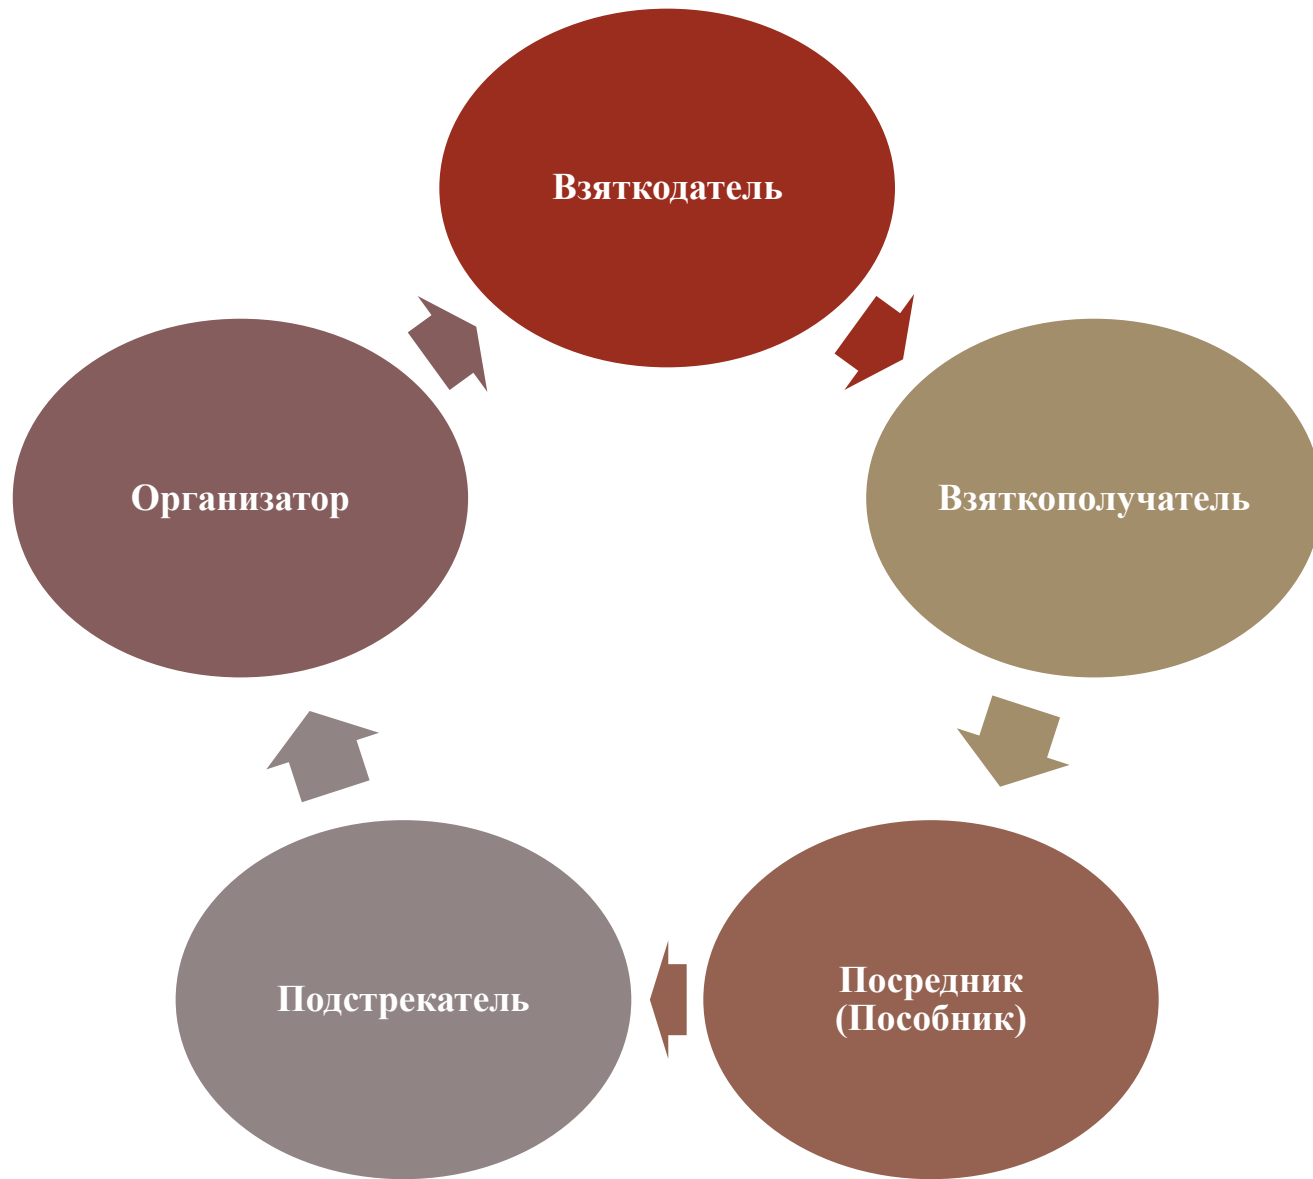 Взяткодатель
Организатор
Взяткополучатель
Подстрекатель
Посредник
(Пособник)